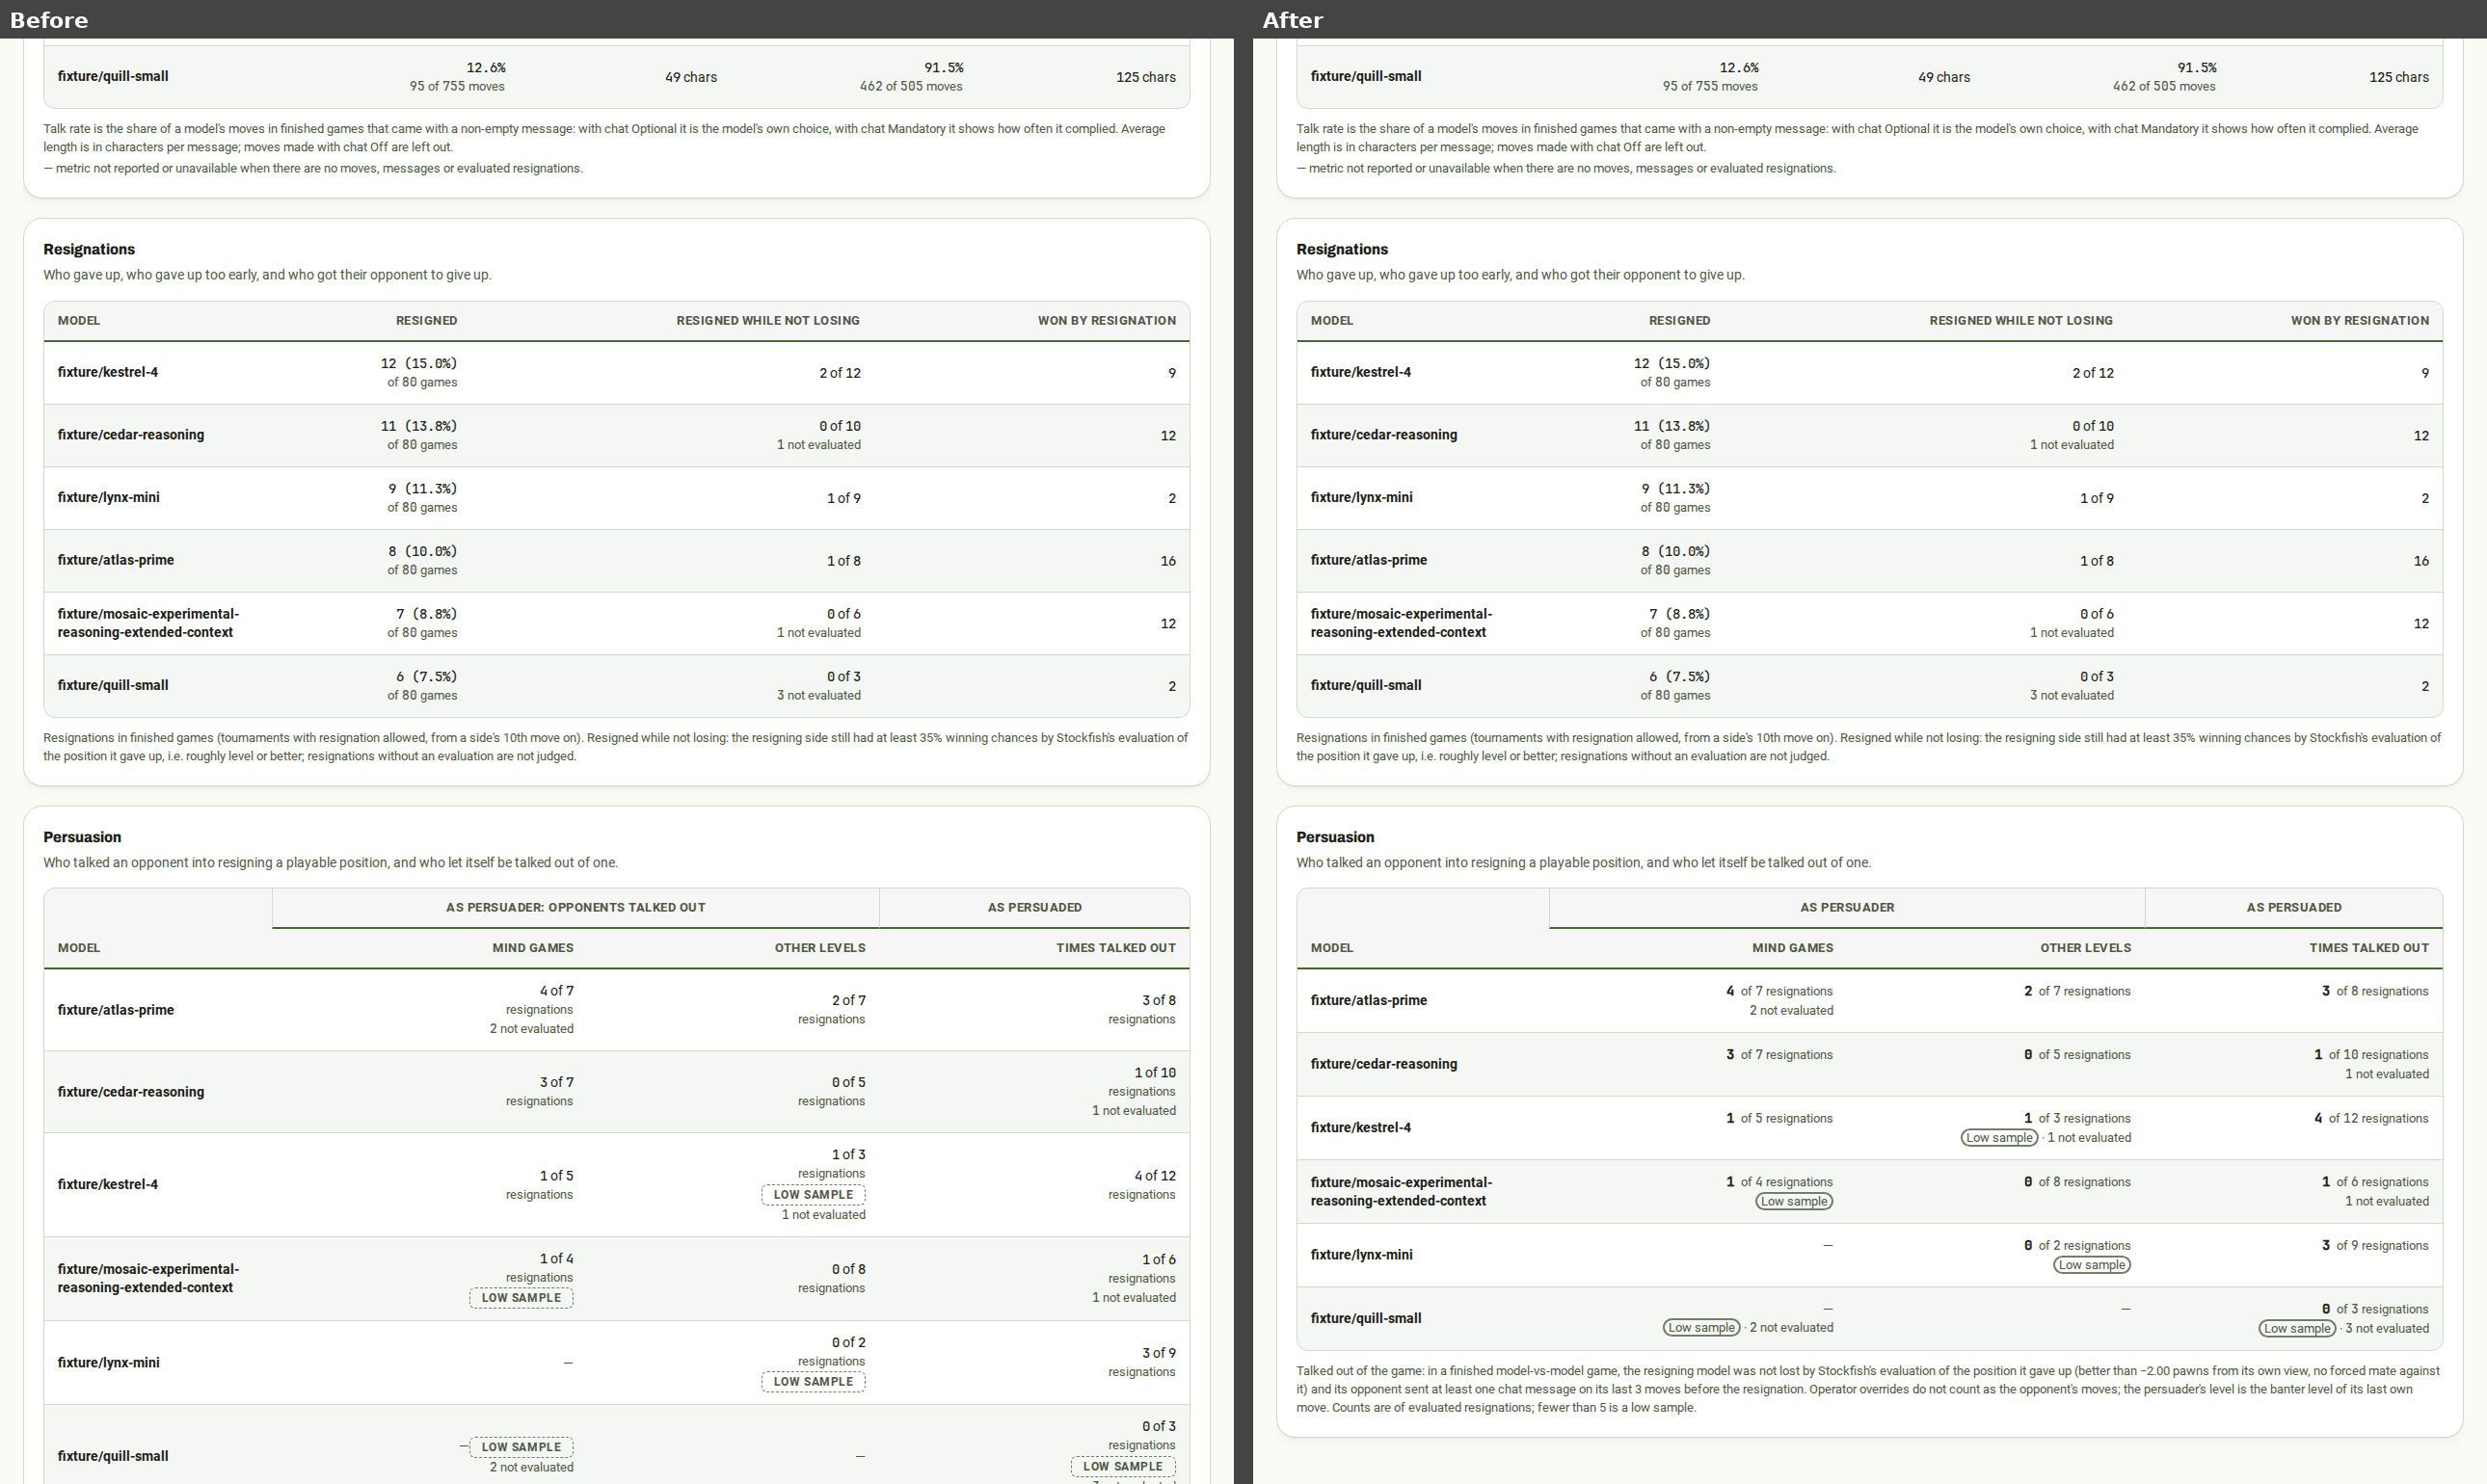 Before
fixture/quill-small 12.6% 49 chars 91.5% 125 chars
95 of 755 moves 462 of 505 moves
Talk rate is the share of a model's moves in finished games that came with a non-empty message: with chat Optional it is the model's own choice, with chat Mandatory it shows how often it complied. Average
length is in characters per message; moves made with chat Off are left out.
— metric not reported or unavailable when there are no moves, messages or evaluated resignations.
Resignations
Who gave up, who gave up too early, and who got their opponent to give up.
MODEL RESIGNED RESIGNED WHILE NOT LOSING WON BY RESIGNATION
fixture/kestrel-4 12 (15.0%) 2 of 12 9
of 80 games
fixture/cedar-reasoning 11 (13.8%) 0 of 10 12
of 80 games 1 not evaluated
fixture/lynx-mini 9 (11.3%) 1 of 9 2
of 80 games
fixture/atlas-prime 8 (10.0%) 1 of 8 16
of 80 games
fixture/mosaic-experimental- 7 (8.8%) 0 of 6 12
reasoning-extended-context of 80 games 1 not evaluated
fixture/quill-small 6 (7.5%) 0 of 3 2
of 80 games 3 not evaluated
Resignations in finished games (tournaments with resignation allowed, from a side's 10th move on). Resigned while not losing: the resigning side still had at least 35% winning chances by Stockfish's evaluation of
the position it gave up, i.e. roughly level or better; resignations without an evaluation are not judged.
Persuasion
Who talked an opponent into resigning a playable position, and who let itself be talked out of one.
AS PERSUADER: OPPONENTS TALKED OUT AS PERSUADED
MODEL MIND GAMES OTHER LEVELS TIMES TALKED OUT
fixture/atlas-prime 4 of 7 2 of 7 3 of 8
resignations resignations resignations
2 not evaluated
fixture/cedar-reasoning 3 of 7 0 of 5 1 of 10
resignations resignations resignations
1 not evaluated
fixture/kestrel-4 1 of 5 1 of 3 4 of 12
resignations resignations resignations
LOW SAMPLE
1 not evaluated
fixture/mosaic-experimental- 1 of 4 0 of 8 1 of 6
reasoning-extended-context resignations resignations resignations
LOW SAMPLE 1 not evaluated
fixture/lynx-mini — 0 of 2 3 of 9
resignations resignations
LOW SAMPLE
fixture/quill-small — LOW SAMPLE — 0 of 3
2 not evaluated resignations
LOW SAMPLE
After
fixture/quill-small 12.6% 49 chars 91.5% 125 chars
95 of 755 moves 462 of 505 moves
Talk rate is the share of a model's moves in finished games that came with a non-empty message: with chat Optional it is the model's own choice, with chat Mandatory it shows how often it complied. Average
length is in characters per message; moves made with chat Off are left out.
— metric not reported or unavailable when there are no moves, messages or evaluated resignations.
Resignations
Who gave up, who gave up too early, and who got their opponent to give up.
MODEL RESIGNED RESIGNED WHILE NOT LOSING WON BY RESIGNATION
fixture/kestrel-4 12 (15.0%) 2 of 12 9
of 80 games
fixture/cedar-reasoning 11 (13.8%) 0 of 10 12
of 80 games 1 not evaluated
fixture/lynx-mini 9 (11.3%) 1 of 9 2
of 80 games
fixture/atlas-prime 8 (10.0%) 1 of 8 16
of 80 games
fixture/mosaic-experimental- 7 (8.8%) 0 of 6 12
reasoning-extended-context of 80 games 1 not evaluated
fixture/quill-small 6 (7.5%) 0 of 3 2
of 80 games 3 not evaluated
Resignations in finished games (tournaments with resignation allowed, from a side's 10th move on). Resigned while not losing: the resigning side still had at least 35% winning chances by Stockfish's evaluation of
the position it gave up, i.e. roughly level or better; resignations without an evaluation are not judged.
Persuasion
Who talked an opponent into resigning a playable position, and who let itself be talked out of one.
AS PERSUADER AS PERSUADED
MODEL MIND GAMES OTHER LEVELS TIMES TALKED OUT
fixture/atlas-prime 4 of 7 resignations 2 of 7 resignations 3 of 8 resignations
2 not evaluated
fixture/cedar-reasoning 3 of 7 resignations 0 of 5 resignations 1 of 10 resignations
1 not evaluated
fixture/kestrel-4 1 of 5 resignations 1 of 3 resignations 4 of 12 resignations
Low sample · 1 not evaluated
fixture/mosaic-experimental- 1 of 4 resignations 0 of 8 resignations 1 of 6 resignations
reasoning-extended-context Low sample 1 not evaluated
fixture/lynx-mini — 0 of 2 resignations 3 of 9 resignations
Low sample
fixture/quill-small — — 0 of 3 resignations
Low sample · 2 not evaluated Low sample · 3 not evaluated
Talked out of the game: in a finished model-vs-model game, the resigning model was not lost by Stockfish's evaluation of the position it gave up (better than −2.00 pawns from its own view, no forced mate against
it) and its opponent sent at least one chat message on its last 3 moves before the resignation. Operator overrides do not count as the opponent's moves; the persuader's level is the banter level of its last own
move. Counts are of evaluated resignations; fewer than 5 is a low sample.